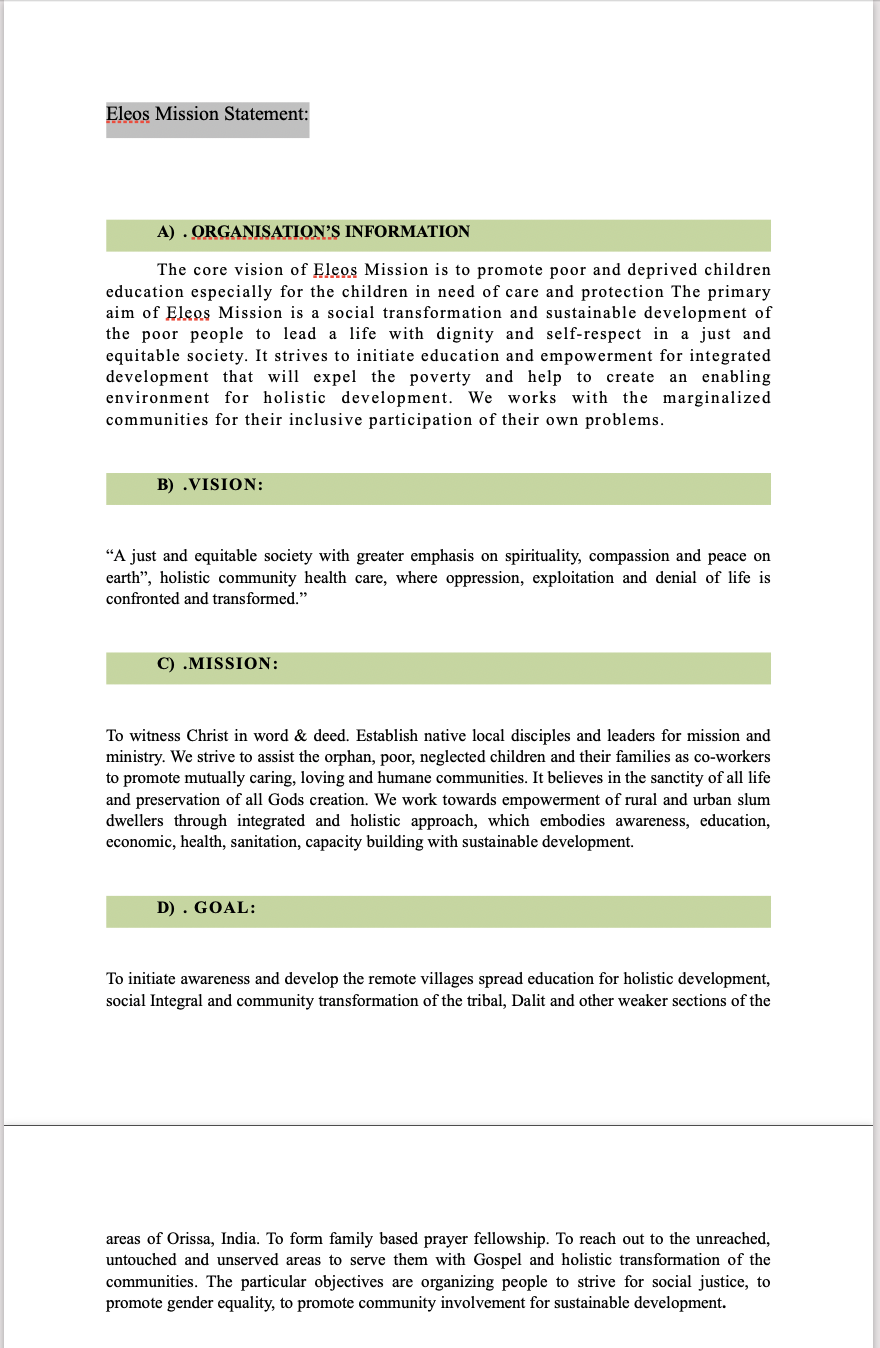 Eleos Mission Statement:
A) . ORGANISATION’S INFORMATION
The core vision of Eleos Mission is to promote poor and deprived children
education especially for the children in need of care and protection The primary
aim of Eleos Mission is a social transformation and sustainable development of
the poor people to lead a life with dignity and self-respect in a just and
equitable society. It strives to initiate education and empowerment for integrated
development that will expel the poverty and help to create an enabling
environment for holistic development. We works with the marginalized
communities for their inclusive participation of their own problems.
B) .VISION:
“A just and equitable society with greater emphasis on spirituality, compassion and peace on
earth”, holistic community health care, where oppression, exploitation and denial of life is
confronted and transformed.”
C) .MISSION:
To witness Christ in word & deed. Establish native local disciples and leaders for mission and
ministry. We strive to assist the orphan, poor, neglected children and their families as co-workers
to promote mutually caring, loving and humane communities. It believes in the sanctity of all life
and preservation of all Gods creation. We work towards empowerment of rural and urban slum
dwellers through integrated and holistic approach, which embodies awareness, education,
economic, health, sanitation, capacity building with sustainable development.
D) . GOAL:
To initiate awareness and develop the remote villages spread education for holistic development,
social Integral and community transformation of the tribal, Dalit and other weaker sections of the
areas of Orissa, India. To form family based prayer fellowship. To reach out to the unreached,
untouched and unserved areas to serve them with Gospel and holistic transformation of the
communities. The particular objectives are organizing people to strive for social justice, to
promote gender equality, to promote community involvement for sustainable development.